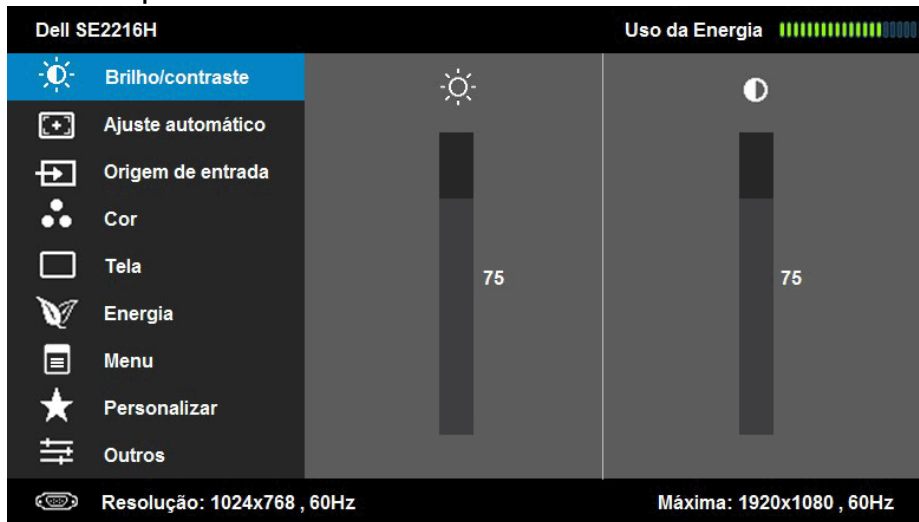 Dell SE2216H Uso da Energia
Brilho/contraste
Ajuste automático
Origem de entrada
Cor
Tela
75 75
Energia
Menu
Personalizar
Outros
Resolução: 1024x768 , 60Hz Máxima: 1920x1080 , 60Hz